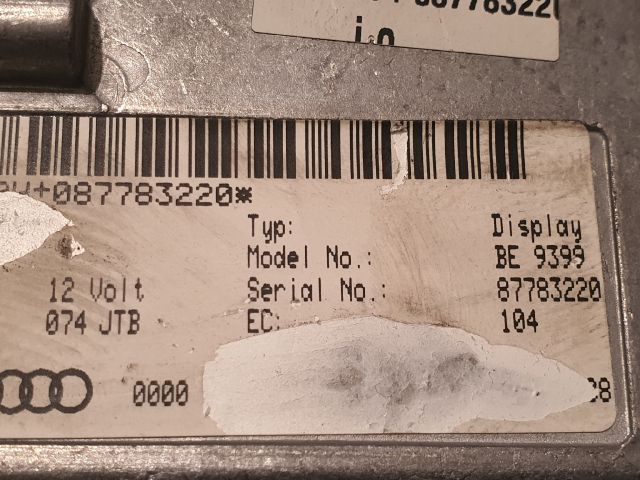 i.o
087783220*
Typ: Display
Model No.: BE 9399
12 Volt Serial No.: 87783220
074 JTB EC: 104
0000